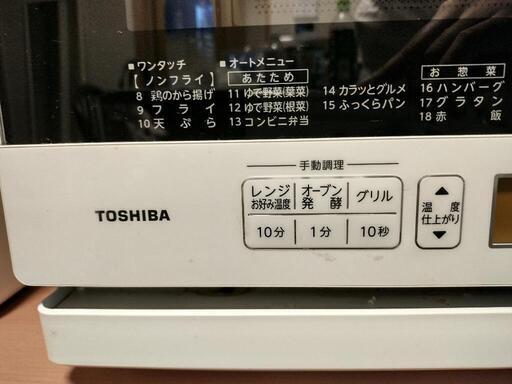 ■ワンタッチ
【ノンフライ】
8 鶏のから揚げ
9 フライ
10 天ぷら
■オートメニュー
あたため
11 ゆで野菜(葉菜)
12 ゆで野菜(根菜)
13 コンビニ弁当
14 カラッとグルメ
15 ふっくらパン
お惣菜
16 ハンバーグ
17 グラタン
18 赤飯
手動調理
レンジ
お好み温度
オーブン
発酵
グリル
10分
1分
10秒
▲
温度
仕上がり
▼
TOSHIBA